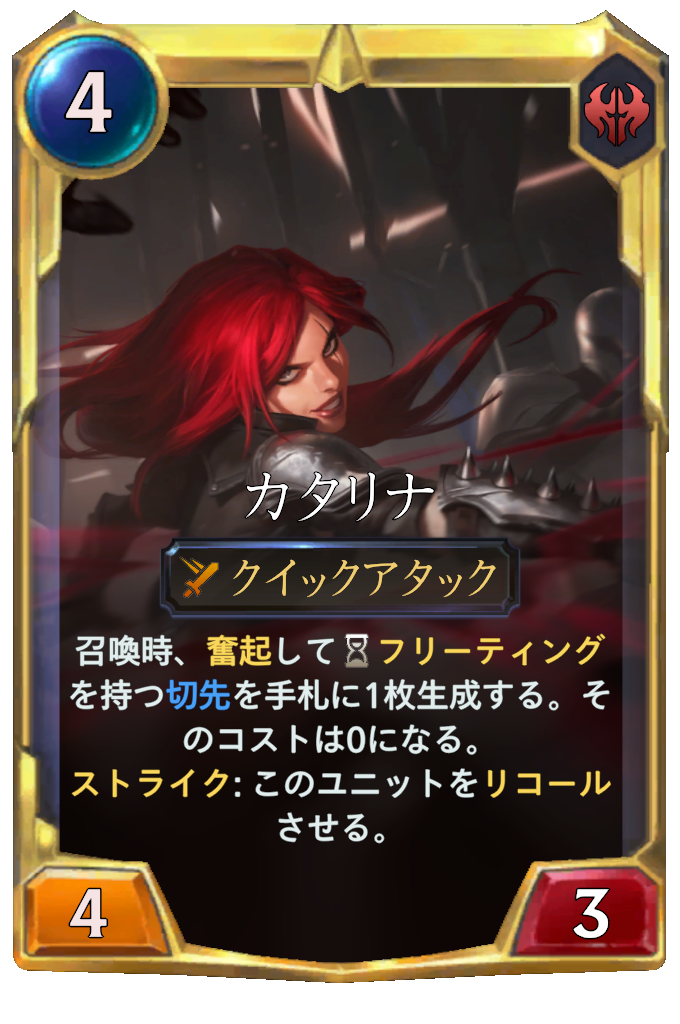 4
カタリナ
クイックアタック
召喚時、奮起してフリーティング
を持つ切先を手札に1枚生成する。そ
のコストは0になる。
ストライク: このユニットをリコール
させる。
4
3